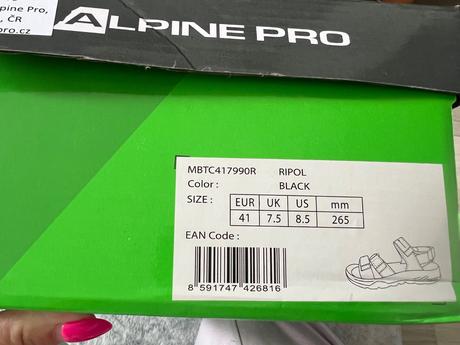 pine Pro,
, ČR
pro.cz
ALPINE PRO
MBTC417990R RIPOL
Color : BLACK
SIZE : EUR UK US mm
41 7.5 8.5 265
EAN Code :
8 591747 426816